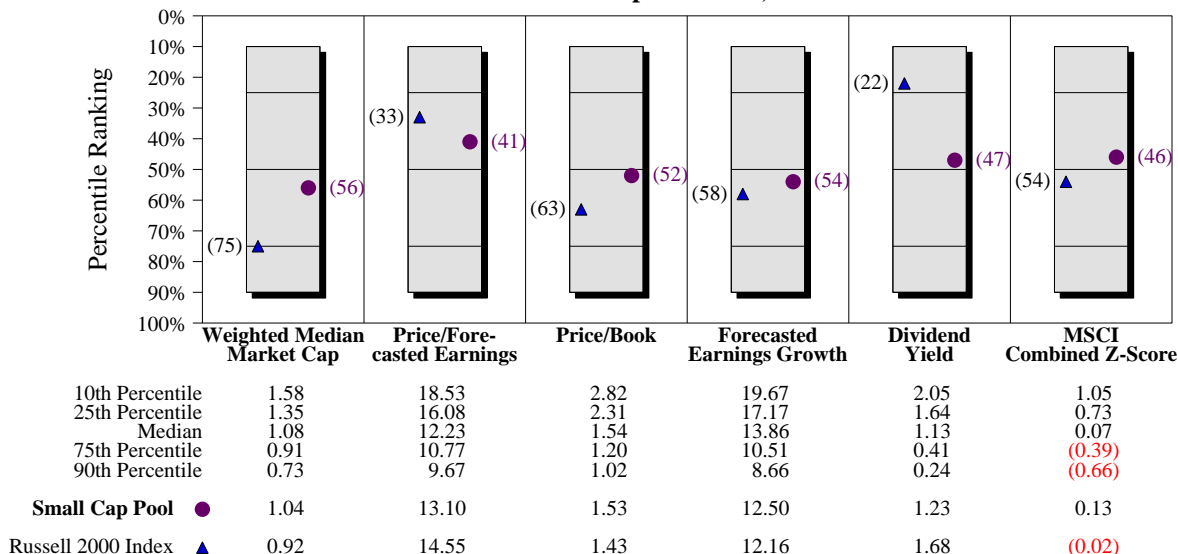 0%
10%
20%
30%
40%
50%
60%
70%
80%
90%
100%
Percentile Ranking
(75)
(56)
(33)
(41)
(63)
(52)
(58)
(54)
(22)
(47)
(54)
(46)
Weighted Median Market Cap
Price/Fore- casted Earnings
Price/Book
Forecasted Earnings Growth
Dividend Yield
MSCI Combined Z-Score
10th Percentile 1.58 18.53 2.82 19.67 2.05 1.05
25th Percentile 1.35 16.08 2.31 17.17 1.64 0.73
Median 1.08 12.23 1.54 13.86 1.13 0.07
75th Percentile 0.91 10.77 1.20 10.51 0.41 (0.39)
90th Percentile 0.73 9.67 1.02 8.66 0.24 (0.66)
Small Cap Pool 1.04 13.10 1.53 12.50 1.23 0.13
Russell 2000 Index 0.92 14.55 1.43 12.16 1.68 (0.02)